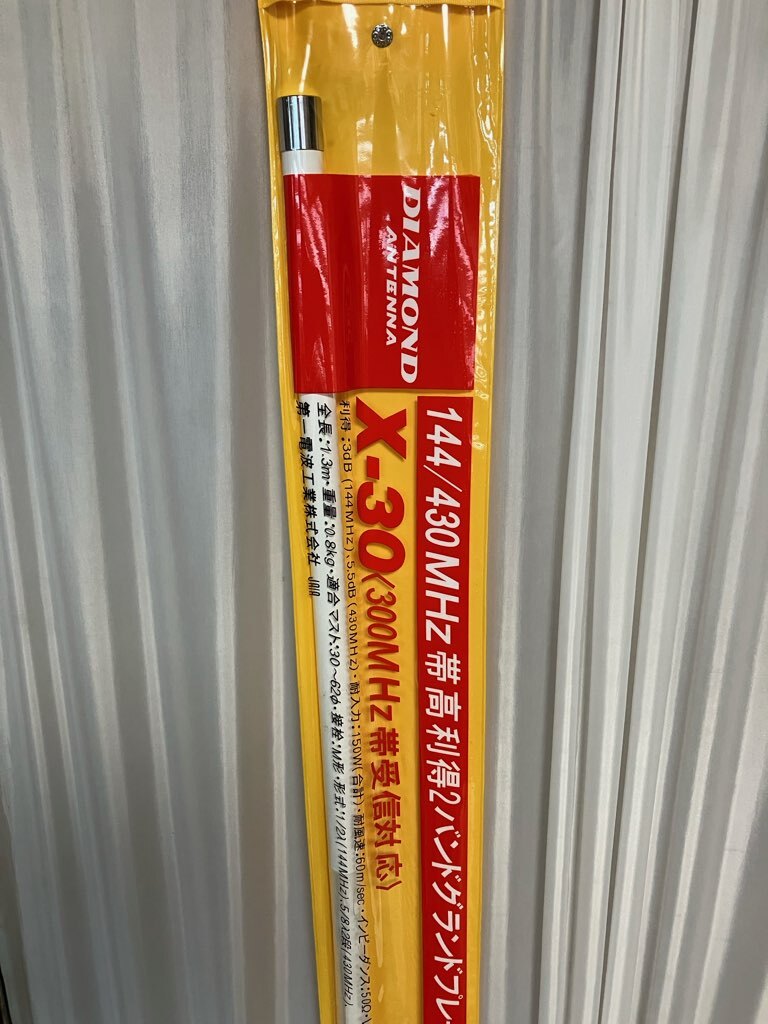 DIAMOND
ANTENNA
144/430MHz帯高利得2バンドグランドプレ
X-30〈300MHz帯受信対応〉
利得:3dB(144MHz)、5.5dB(430MHz)・耐入力:150W(合計)・耐風速:60m/sec・インピーダンス:50Ω・V
全長:1.3m・重量:0.8kg・適合マスト:30〜62φ・接栓:M形・形式:1/2λ(144MHz)、5/8λ2段(430MHz)
第一電波工業株式会社 JAIA